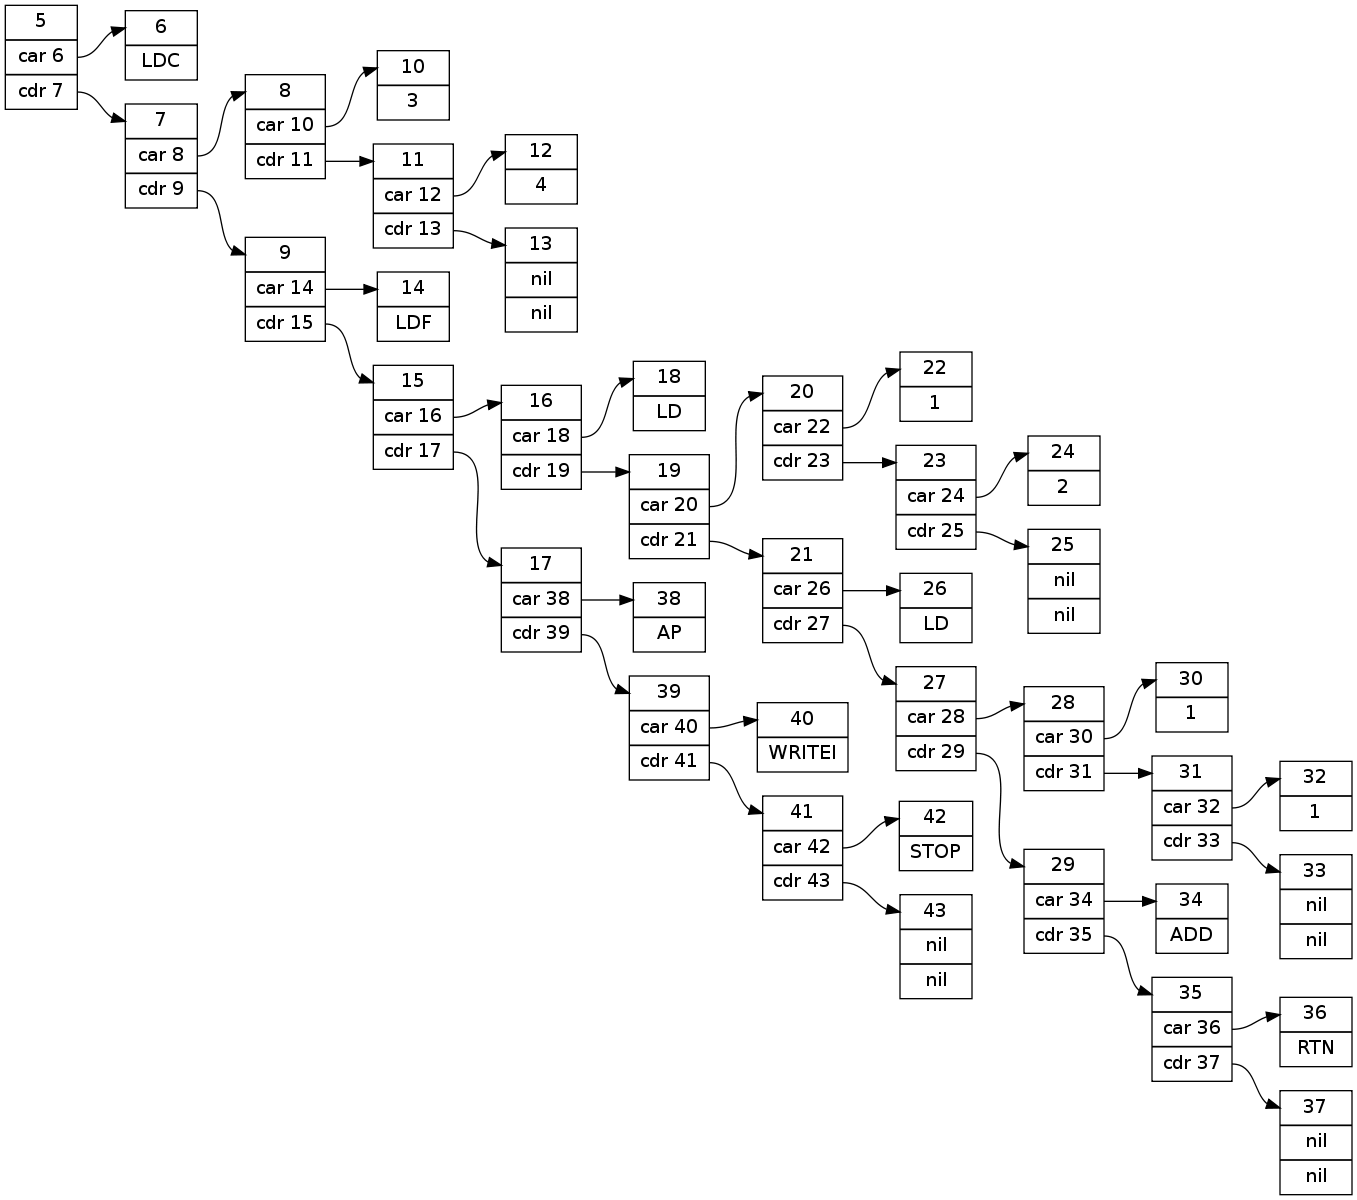 5
car 6
cdr 7
6
LDC
7
car 8
cdr 9
8
car 10
cdr 11
10
3
11
car 12
cdr 13
12
4
13
nil
nil
9
car 14
cdr 15
14
LDF
15
car 16
cdr 17
16
car 18
cdr 19
18
LD
19
car 20
cdr 21
20
car 22
cdr 23
22
1
23
car 24
cdr 25
24
2
25
nil
nil
21
car 26
cdr 27
26
LD
27
car 28
cdr 29
28
car 30
cdr 31
30
1
31
car 32
cdr 33
32
1
33
nil
nil
29
car 34
cdr 35
34
ADD
35
car 36
cdr 37
36
RTN
37
nil
nil
17
car 38
cdr 39
38
AP
39
car 40
cdr 41
40
WRITEI
41
car 42
cdr 43
42
STOP
43
nil
nil